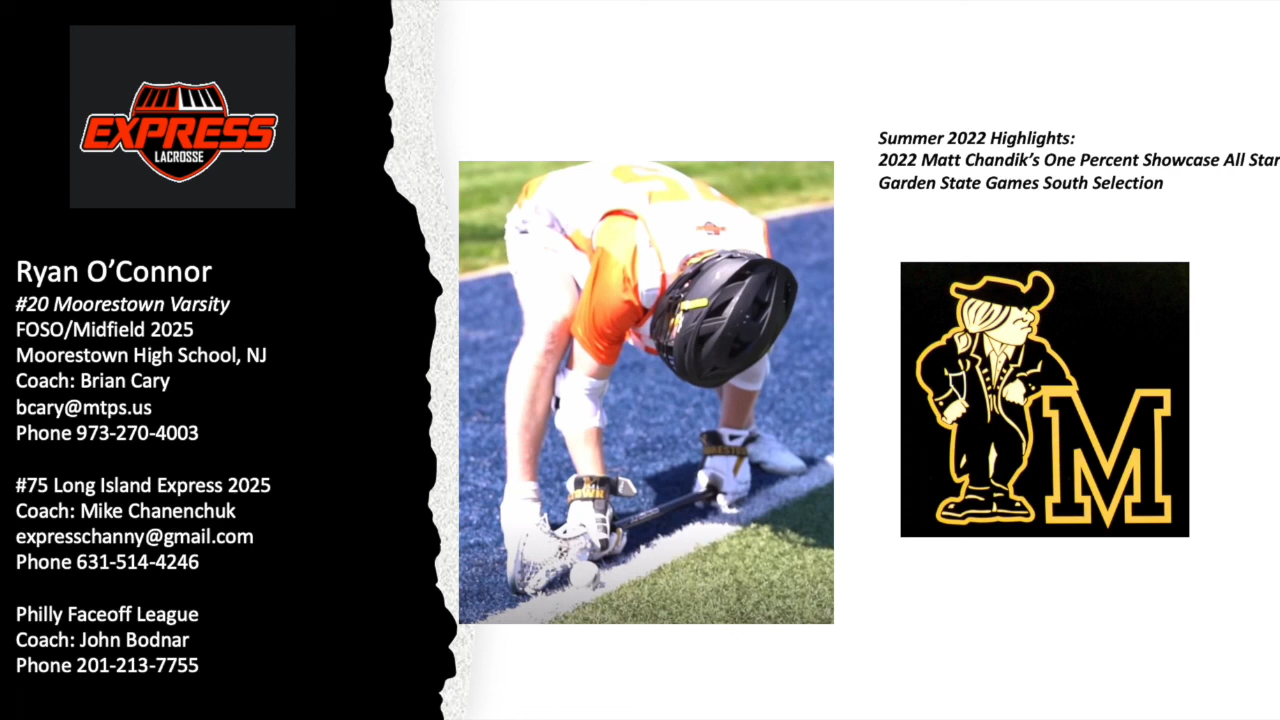 EXPRESS
LACROSSE
Ryan O’Connor
#20 Moorestown Varsity
FOSO/Midfield 2025
Moorestown High School, NJ
Coach: Brian Cary
bcary@mtps.us
Phone 973-270-4003
#75 Long Island Express 2025
Coach: Mike Chanenchuk
expresschanny@gmail.com
Phone 631-514-4246
Philly Faceoff League
Coach: John Bodnar
Phone 201-213-7755
Summer 2022 Highlights:
2022 Matt Chandik’s One Percent Showcase All Star
Garden State Games South Selection
M